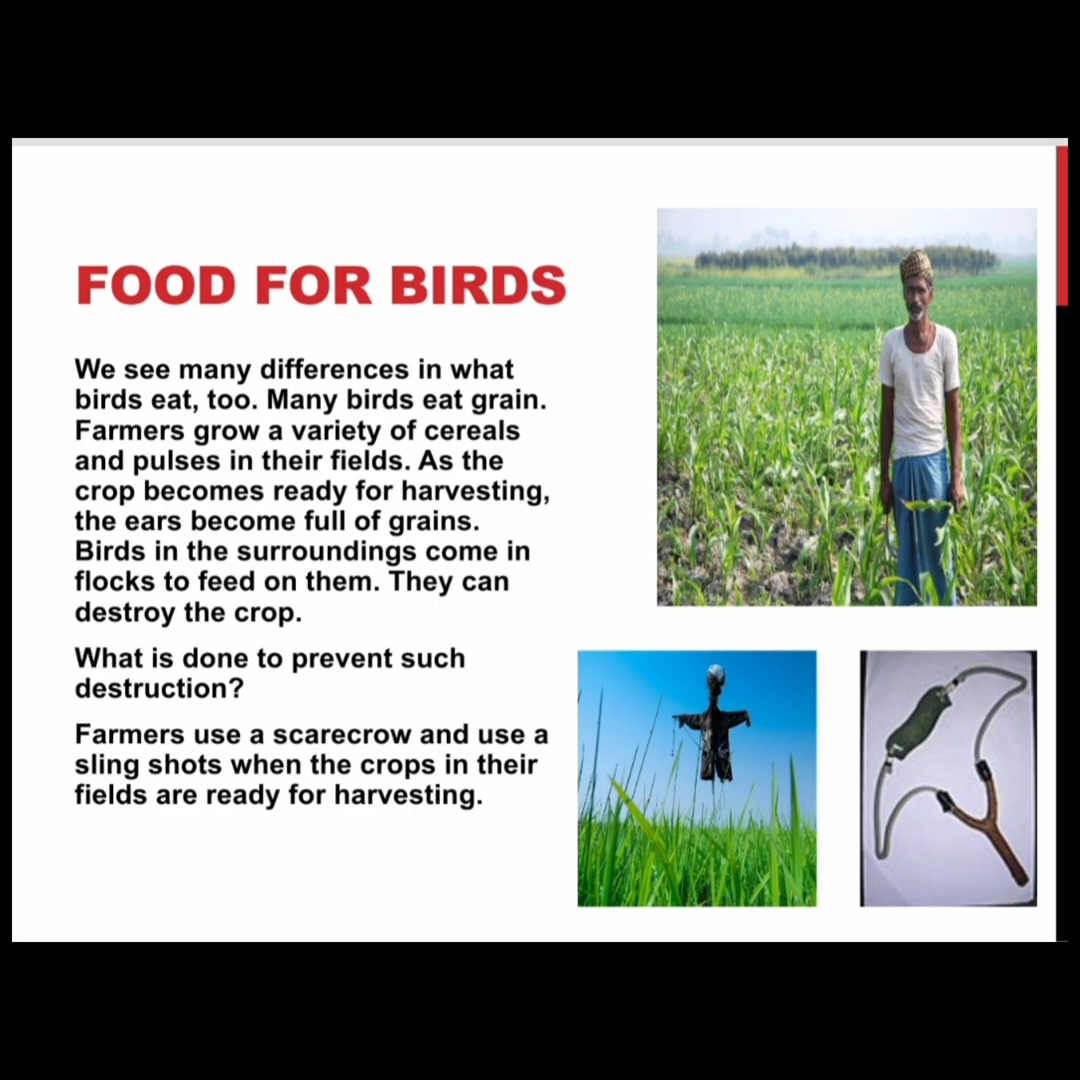 FOOD FOR BIRDS
We see many differences in what
birds eat, too. Many birds eat grain.
Farmers grow a variety of cereals
and pulses in their fields. As the
crop becomes ready for harvesting,
the ears become full of grains.
Birds in the surroundings come in
flocks to feed on them. They can
destroy the crop.
What is done to prevent such
destruction?
Farmers use a scarecrow and use a
sling shots when the crops in their
fields are ready for harvesting.